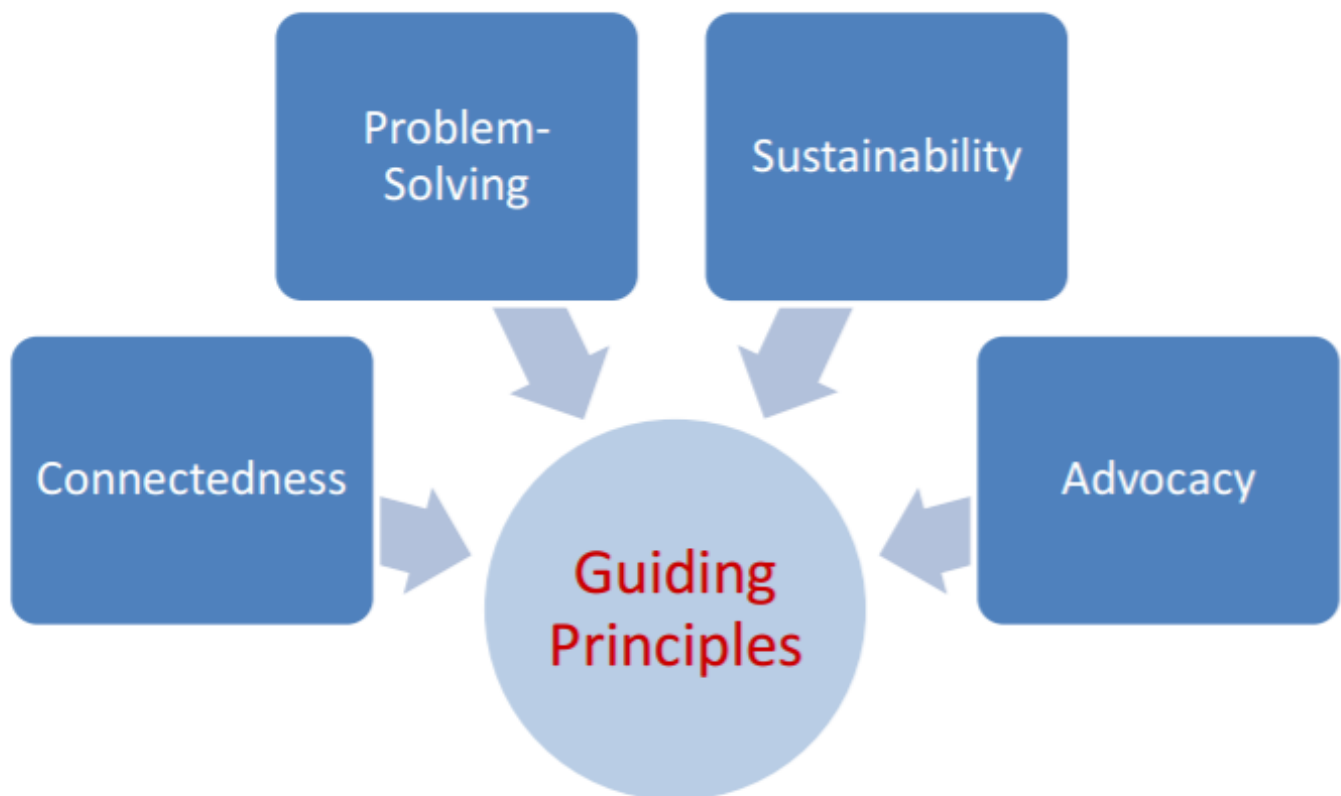 Problem-
Solving
Sustainability
Connectedness
Advocacy
Guiding
Principles